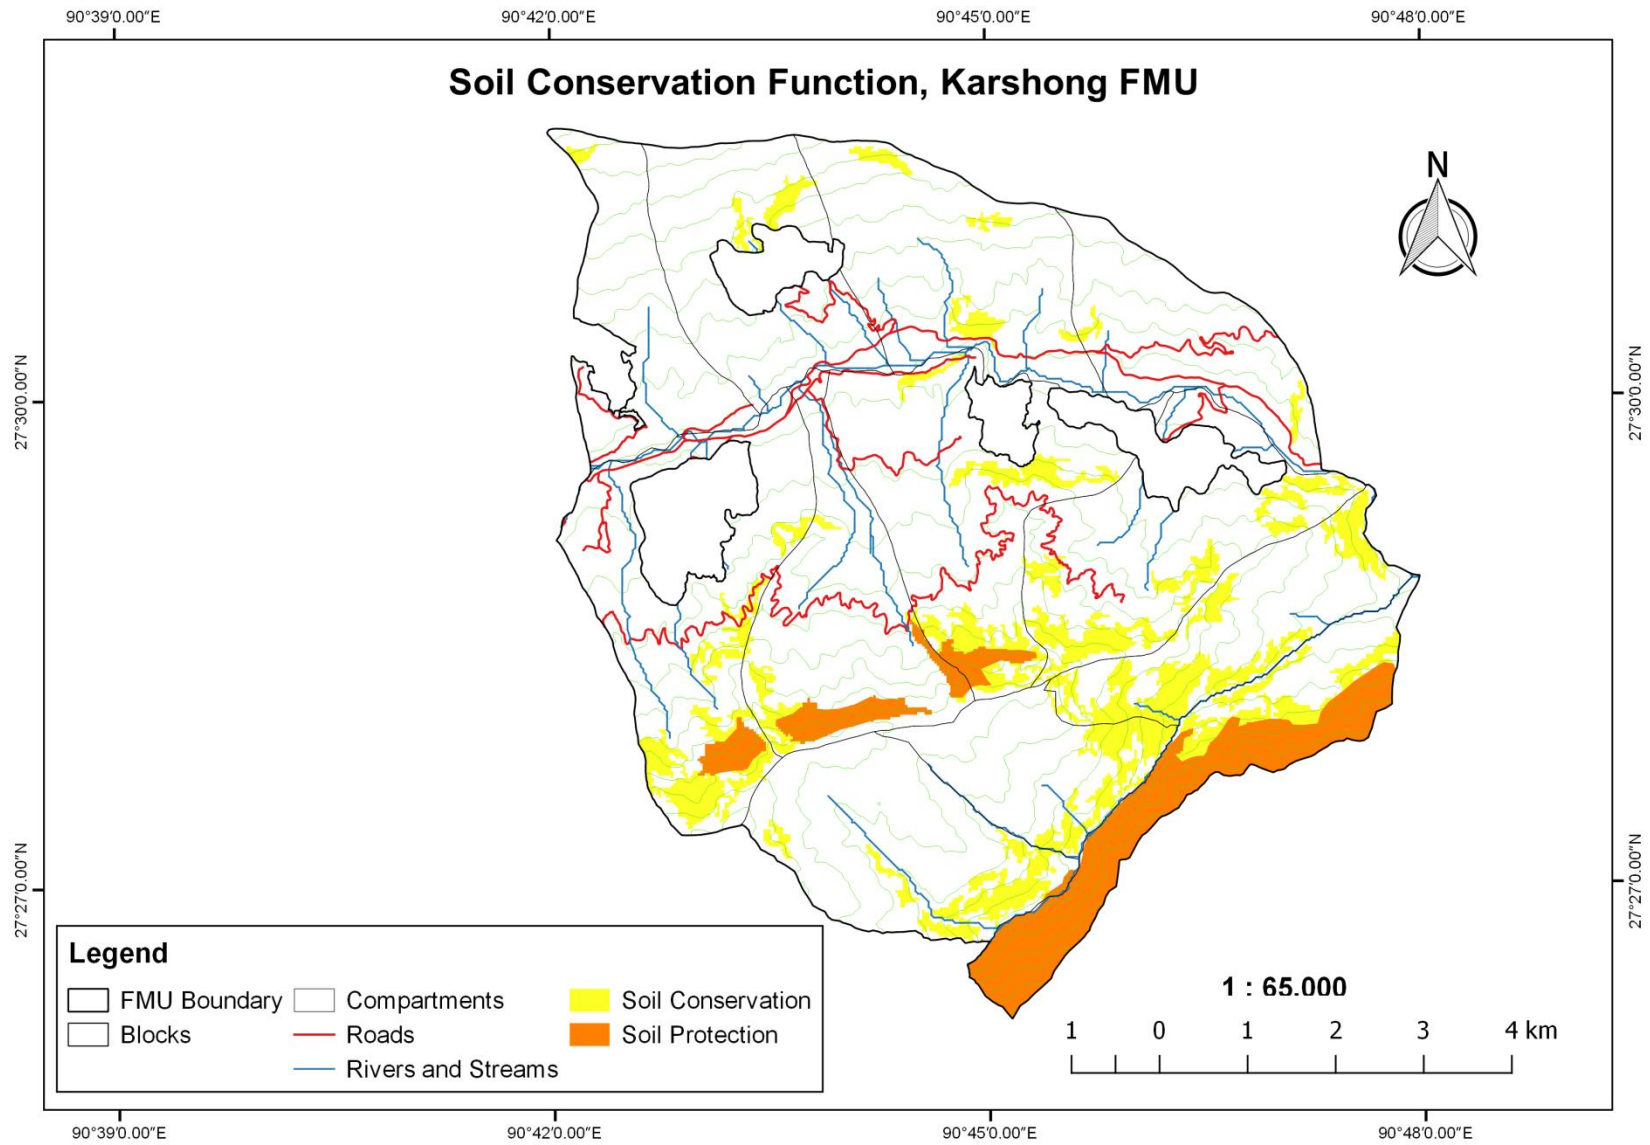 90°39'0.00"E 90°42'0.00"E 90°45'0.00"E 90°48'0.00"E
Soil Conservation Function, Karshong FMU
N
27°30'0.00"N 27°30'0.00"N
27°27'0.00"N 27°27'0.00"N
Legend
FMU Boundary Compartments Soil Conservation
Blocks Roads Soil Protection
Rivers and Streams
1 : 65.000
1 0 1 2 3 4 km
90°39'0.00"E 90°42'0.00"E 90°45'0.00"E 90°48'0.00"E